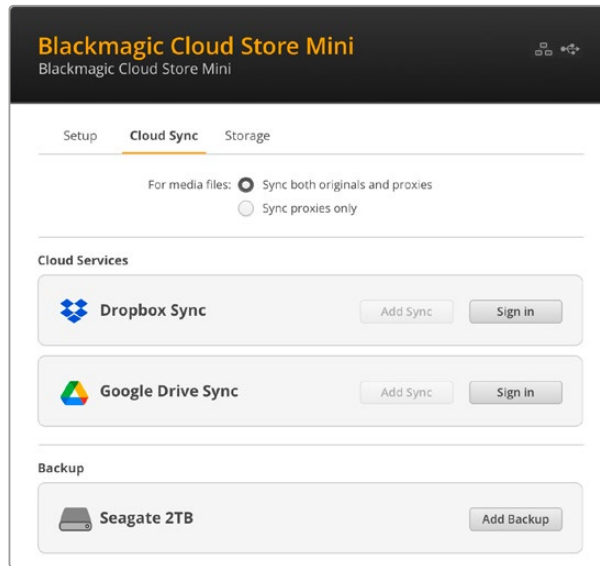 Blackmagic Cloud Store Mini
Blackmagic Cloud Store Mini
Setup Cloud Sync Storage
For media files: Sync both originals and proxies
Sync proxies only
Cloud Services
Dropbox Sync Add Sync Sign in
Google Drive Sync Add Sync Sign in
Backup
Seagate 2TB Add Backup